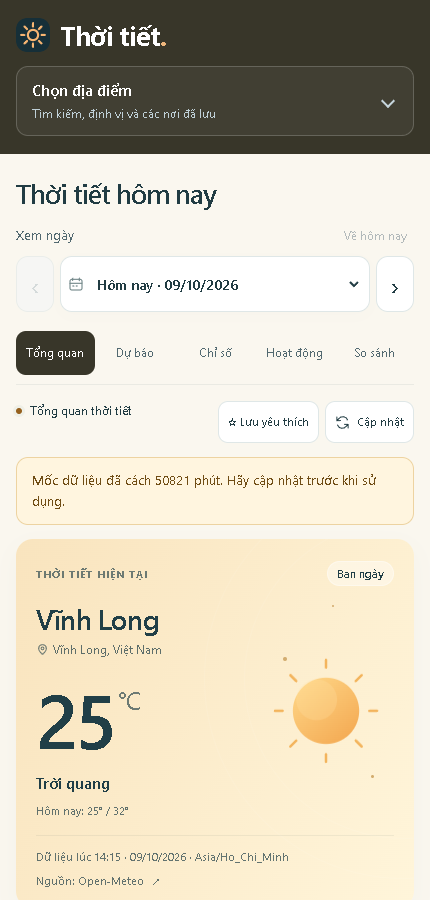 Thời tiết.
Chọn địa điểm
Tìm kiếm, định vị và các nơi đã lưu
Thời tiết hôm nay
Xem ngày
Về hôm nay
Hôm nay · 09/10/2026
Tổng quan
Dự báo
Chỉ số
Hoạt động
So sánh
Tổng quan thời tiết
☆ Lưu yêu thích
Cập nhật
Mốc dữ liệu đã cách 50821 phút. Hãy cập nhật trước khi sử
dụng.
THỜI TIẾT HIỆN TẠI
Ban ngày
Vĩnh Long
Vĩnh Long, Việt Nam
25°C
Trời quang
Hôm nay: 25° / 32°
Dữ liệu lúc 14:15 · 09/10/2026 · Asia/Ho_Chi_Minh
Nguồn: Open-Meteo ↗